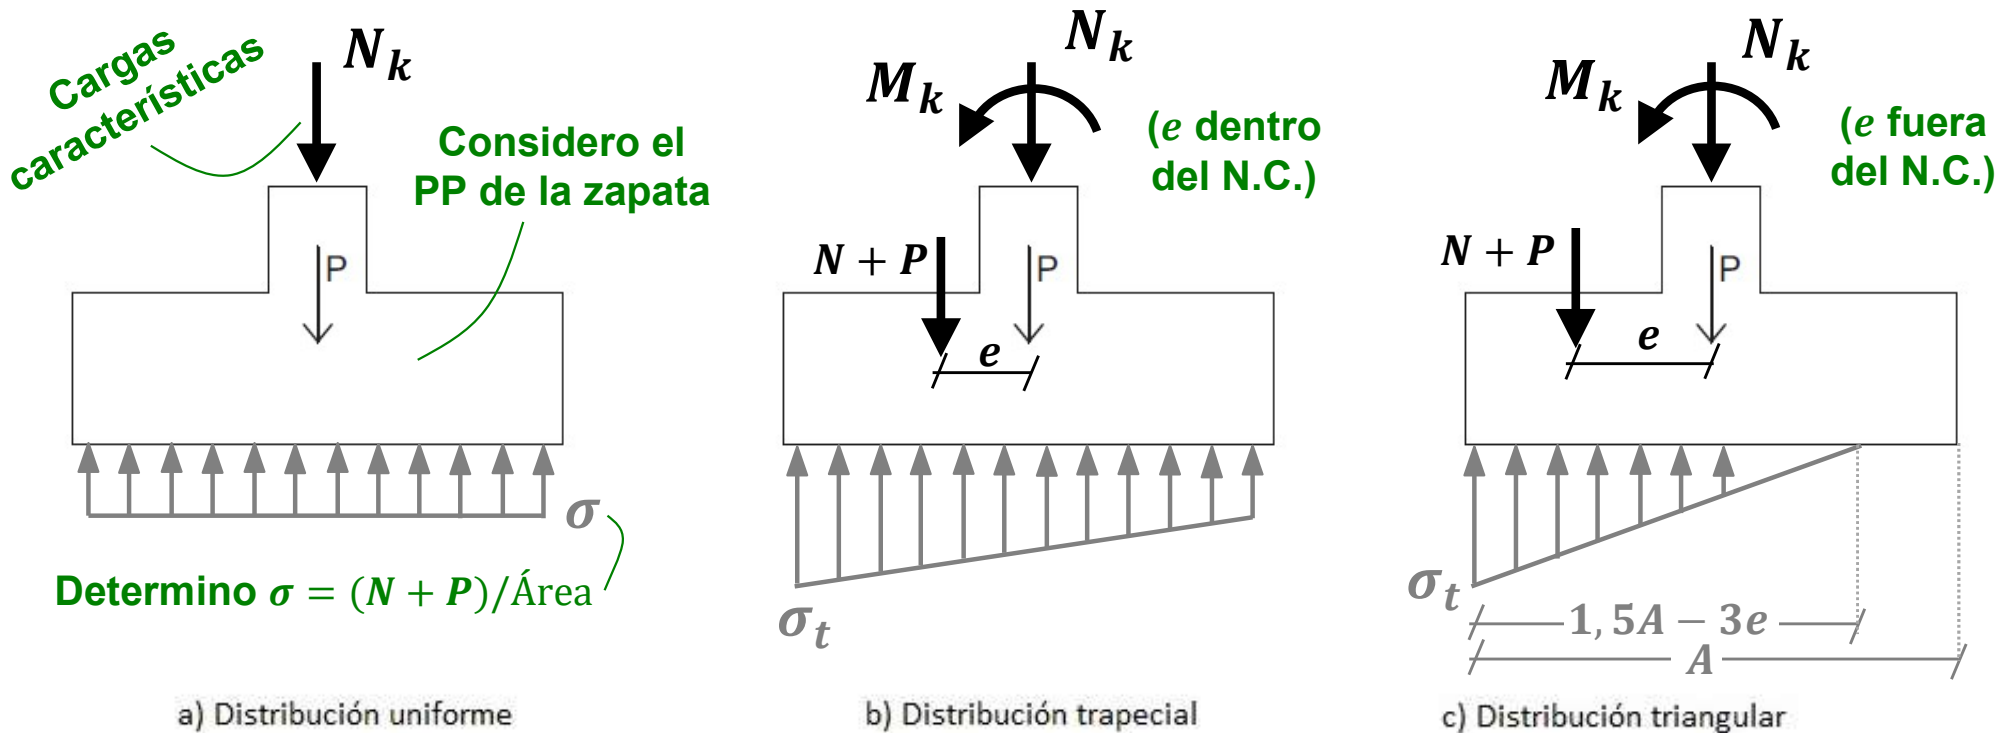 Cargas
características
N_k
Considero el
PP de la zapata
P
σ
Determino σ = (N + P)/Área
a) Distribución uniforme
M_k
N_k
(e dentro
del N.C.)
N + P
P
e
σ_t
b) Distribución trapecial
M_k
N_k
(e fuera
del N.C.)
N + P
P
e
σ_t
1,5A − 3e
A
c) Distribución triangular